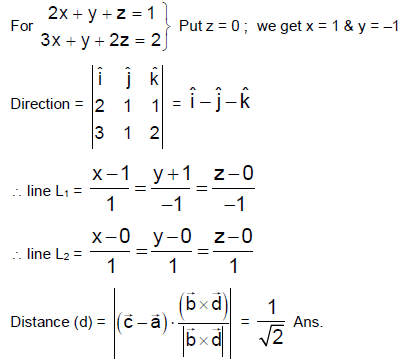 For 2x + y + z = 1
3x + y + 2z = 2 } Put z = 0 ; we get x = 1 & y = –1
Direction = | î ĵ k̂ |
| 2 1 1 | = î – ĵ – k̂
| 3 1 2 |
∴ line L₁ = (x – 1)/1 = (y + 1)/–1 = (z – 0)/–1
∴ line L₂ = (x – 0)/1 = (y – 0)/1 = (z – 0)/1
Distance (d) = |(c⃗ – a⃗) · (b⃗ × d⃗)/|b⃗ × d⃗|| = 1/√2 Ans.